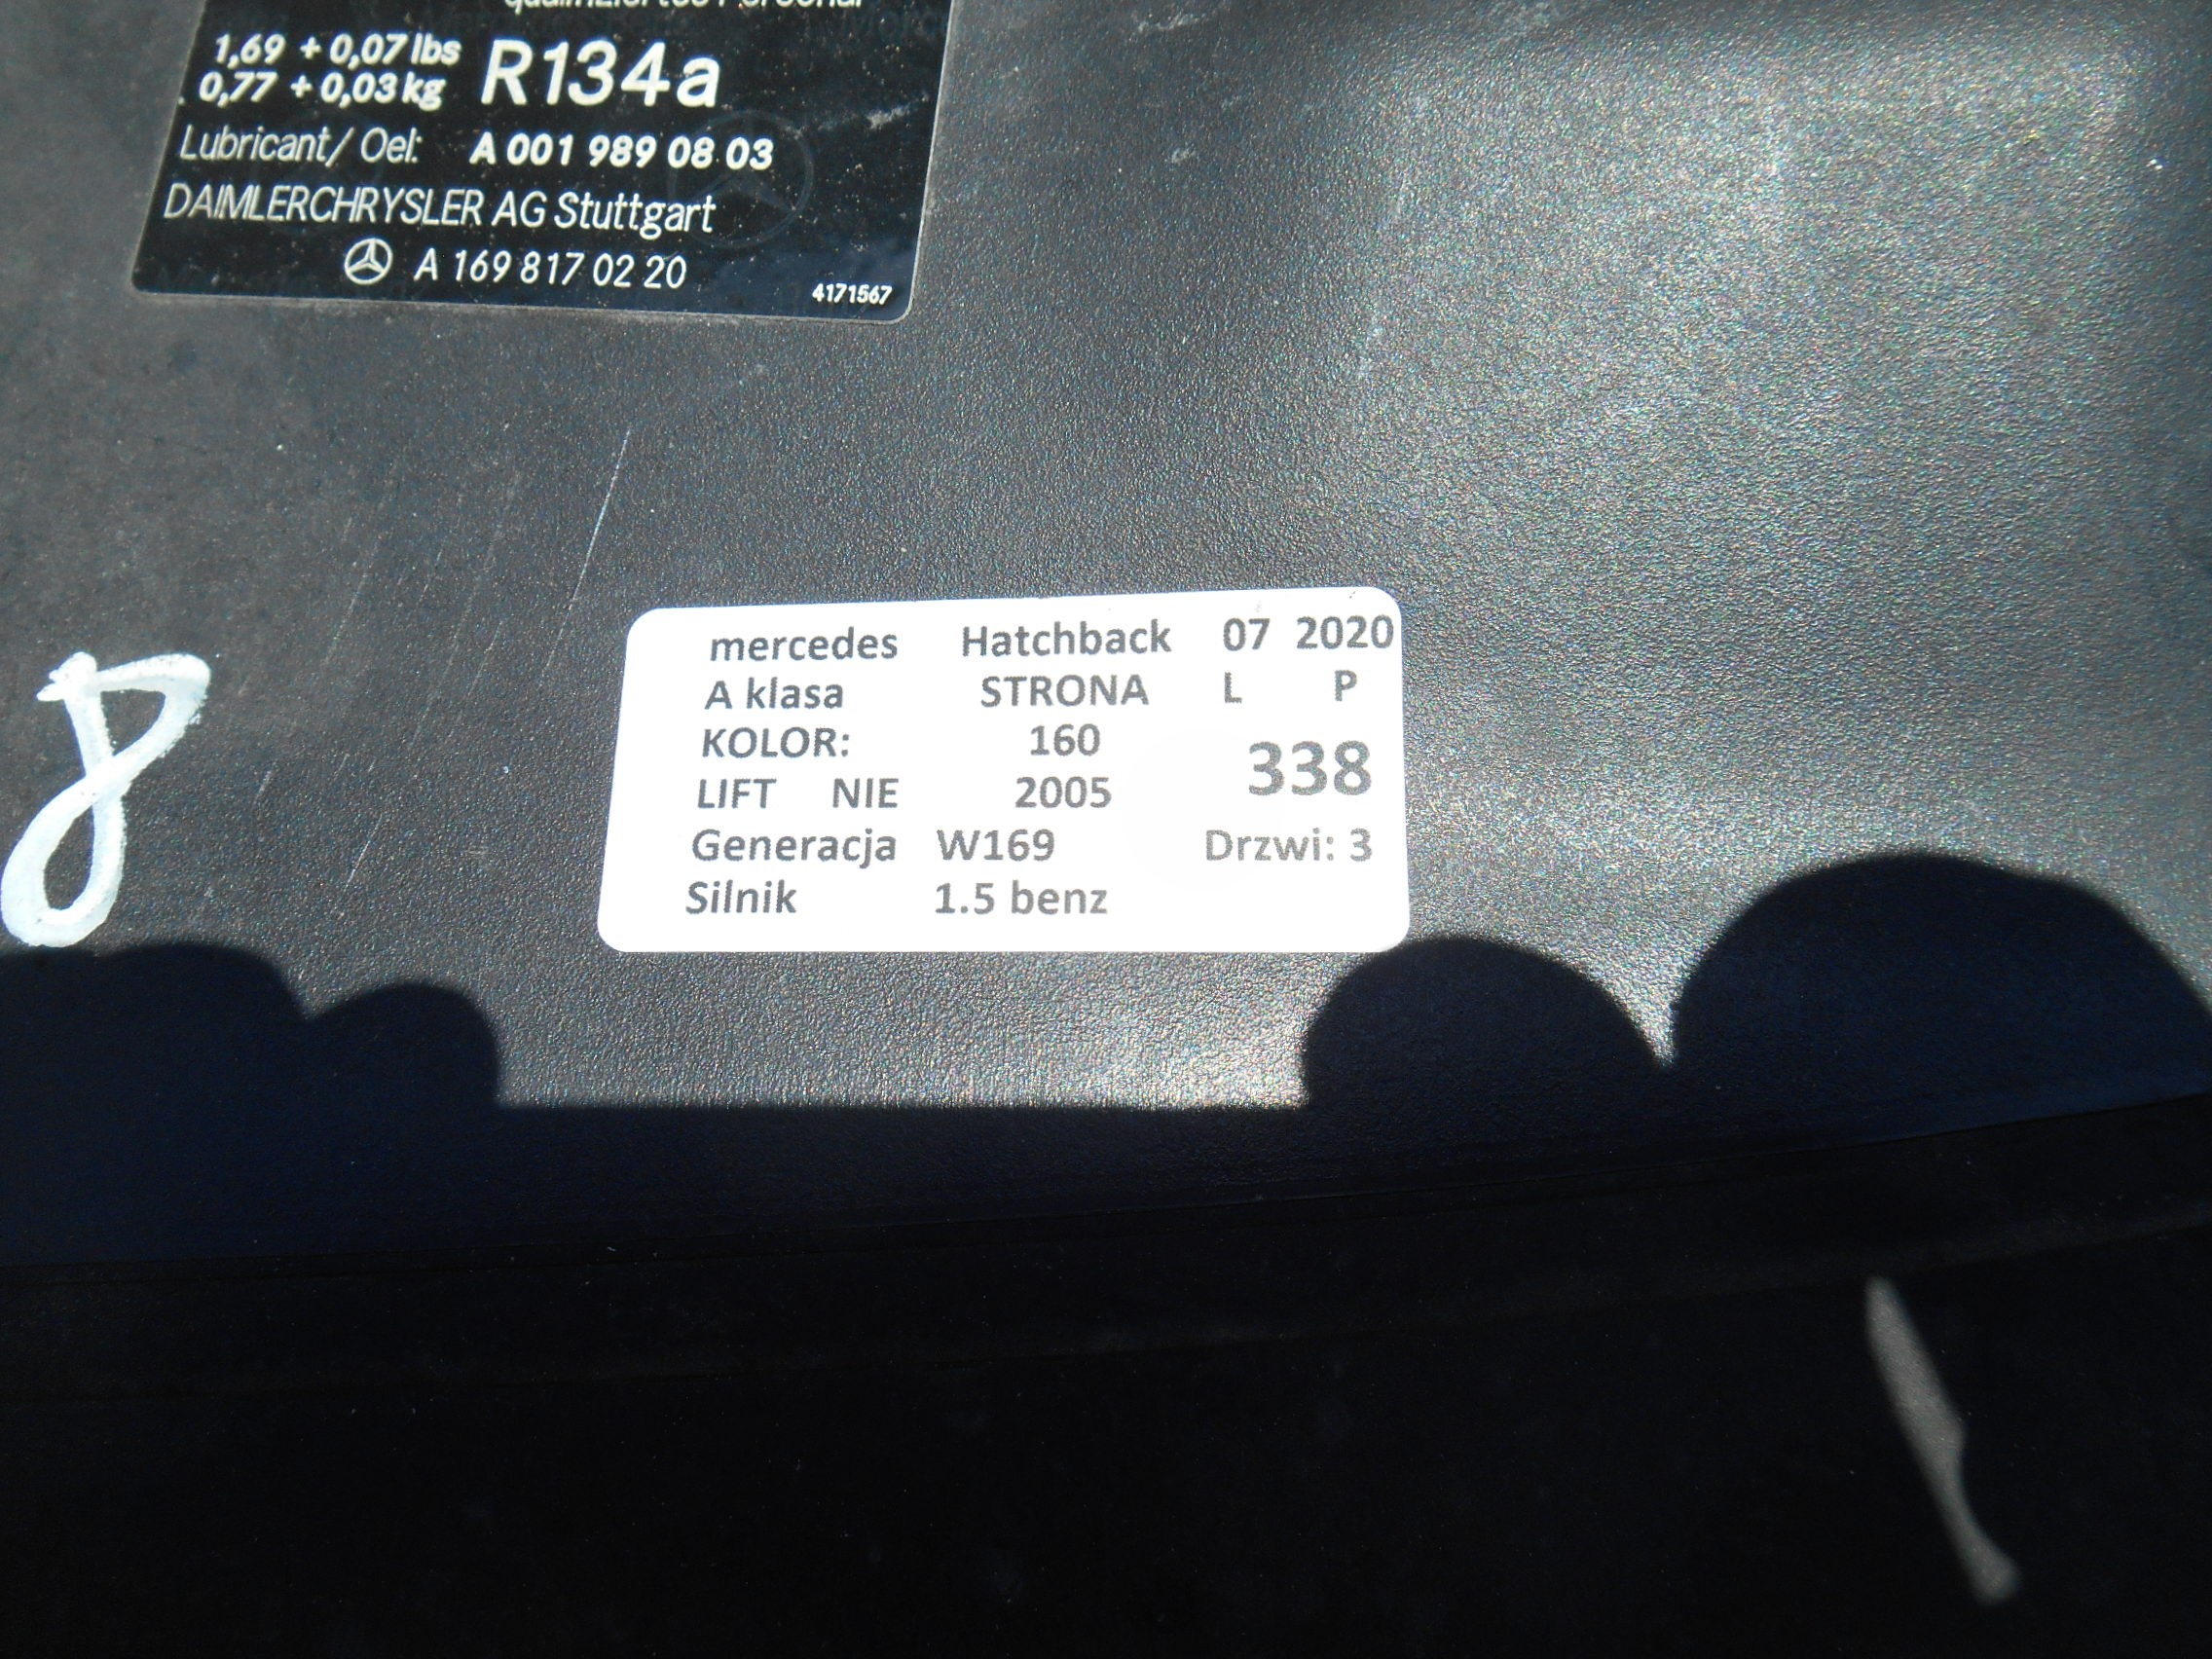 qualifiziertes Personal
1,69 + 0,07 lbs
0,77 + 0,03 kg R134a
Lubricant/ Oel: A 001 989 08 03
DAIMLERCHRYSLER AG Stuttgart
A 169 817 02 20
4171567
8
mercedes Hatchback 07 2020
A klasa STRONA L P
KOLOR: 160
338
LIFT NIE 2005
Generacja W169 Drzwi: 3
Silnik 1.5 benz